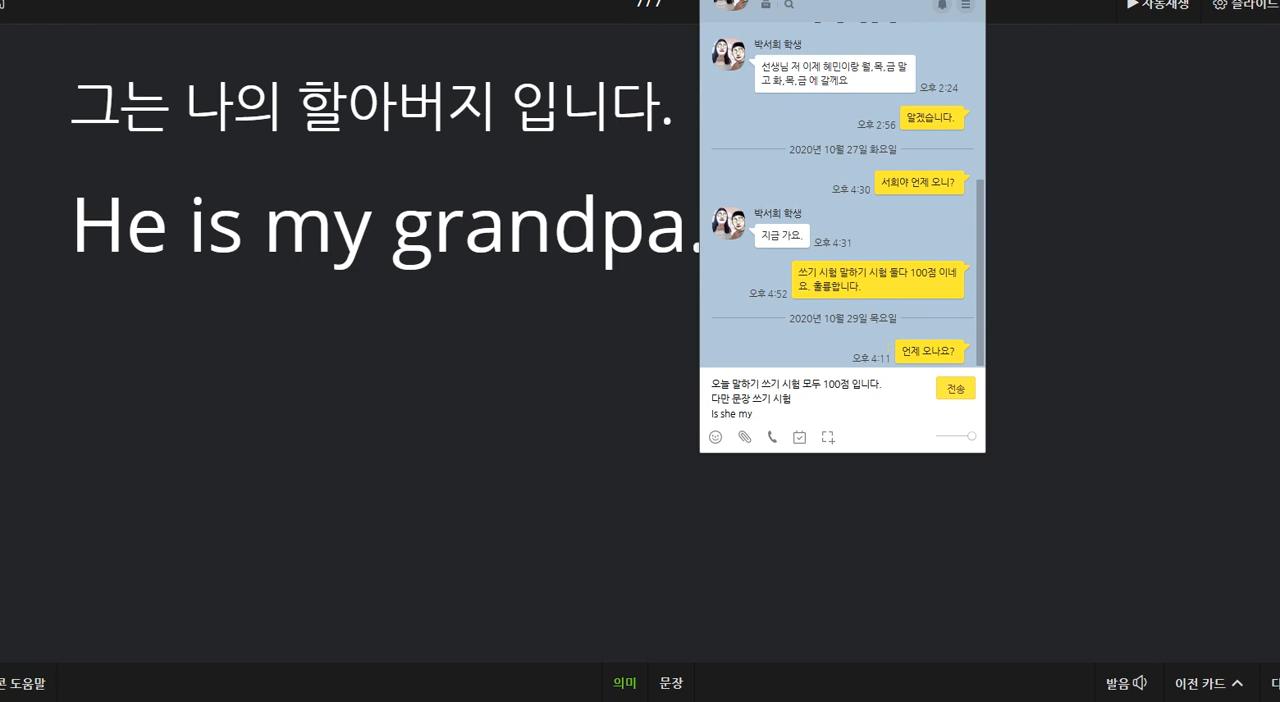 7/7
▶ 자동재생
슬라이드
그는 나의 할아버지 입니다.
He is my grandpa.
박서희 학생
선생님 저 이제 혜민이랑 월,목,금 말
고 화,목,금 에 갈께요
오후 2:24
알겠습니다.
오후 2:56
2020년 10월 27일 화요일
서희야 언제 오니?
오후 4:30
박서희 학생
지금 가요.
오후 4:31
쓰기 시험 말하기 시험 둘다 100점 이네
요. 훌륭합니다.
오후 4:52
2020년 10월 29일 목요일
언제 오나요?
오후 4:11
오늘 말하기 쓰기 시험 모두 100점 입니다.
다만 문장 쓰기 시험
Is she my
전송
도움말
의미
문장
발음
이전 카드